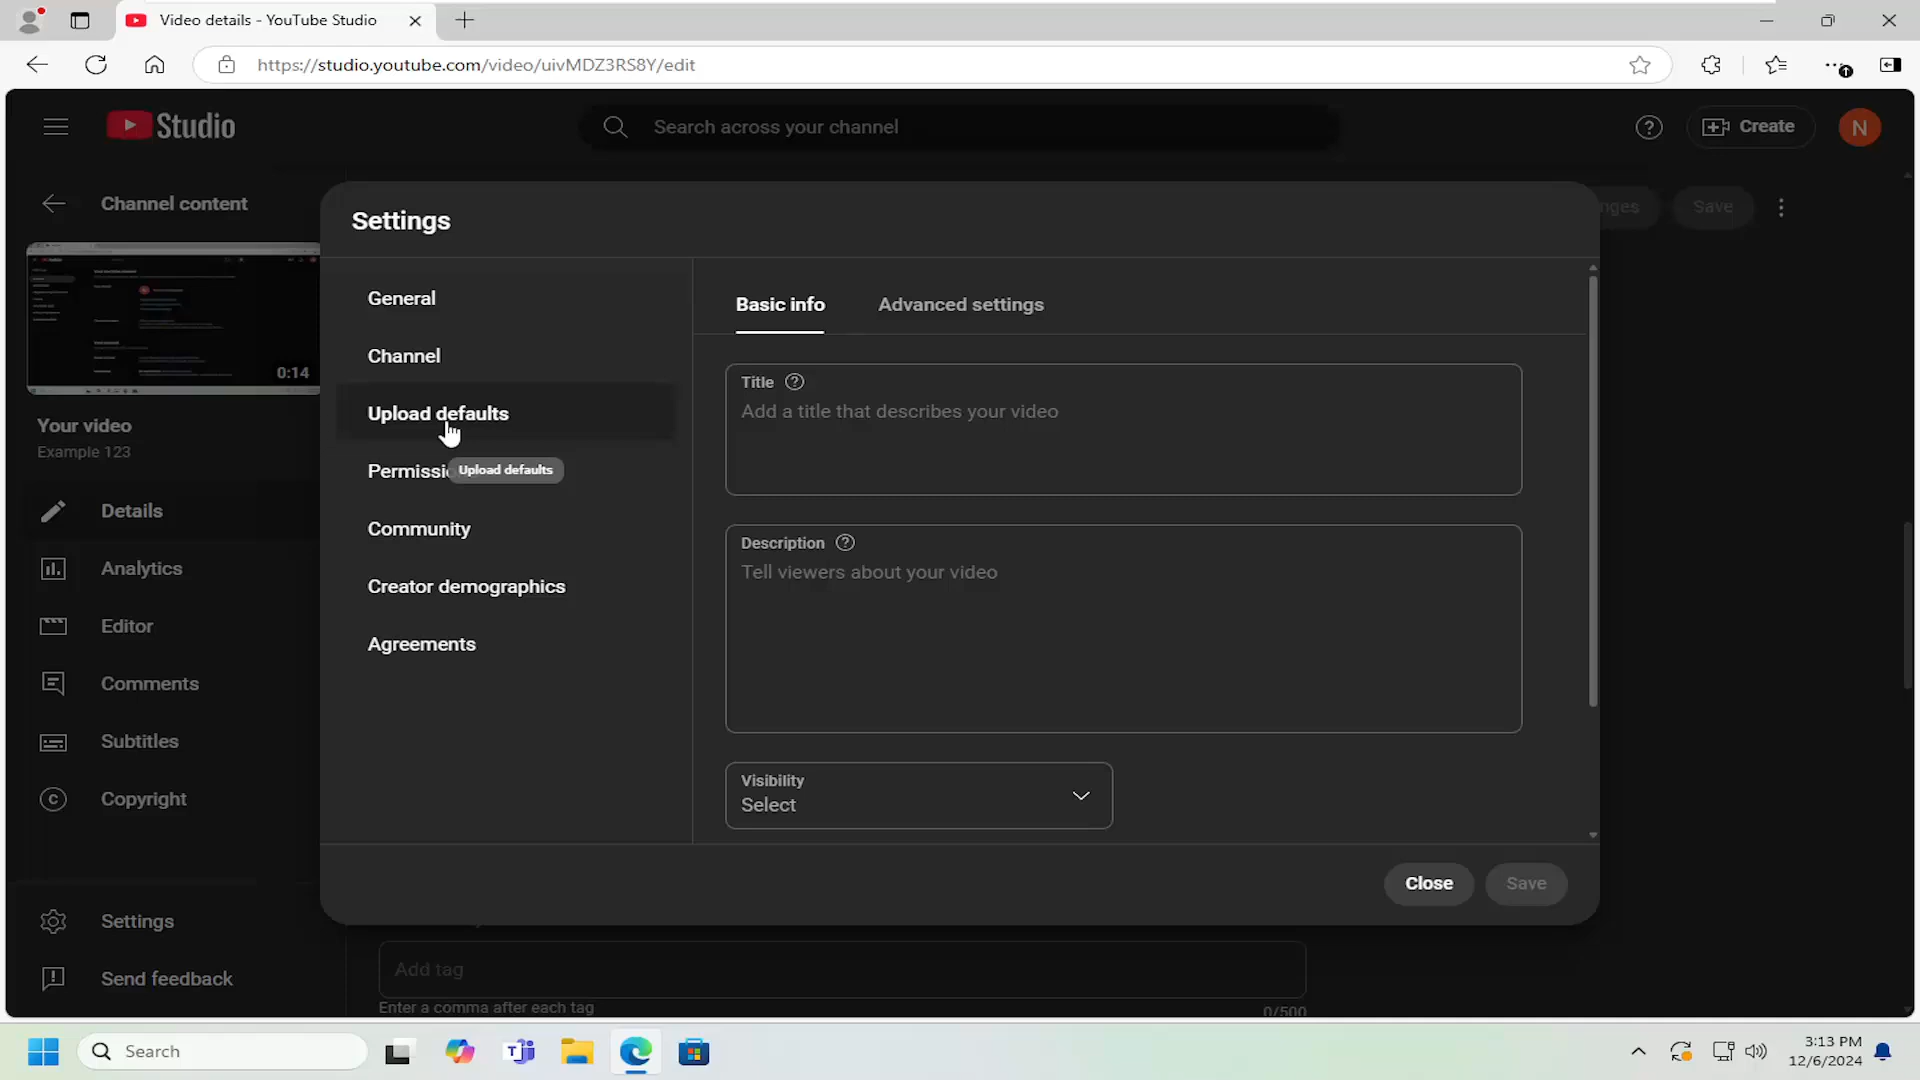 Video details - YouTube Studio
https://studio.youtube.com/video/uivMDZ3RS8Y/edit
Studio
Search across your channel
Create
N
Channel content
Save
0:14
Your video
Example 123
Details
Analytics
Editor
Comments
Subtitles
Copyright
Settings
Send feedback
Settings
General
Channel
Upload defaults
Upload defaults
Community
Creator demographics
Agreements
Basic info
Advanced settings
Title
Add a title that describes your video
Description
Tell viewers about your video
Visibility
Select
Close
Save
Add tag
Enter a comma after each tag
0/500
Search
3:13 PM
12/6/2024